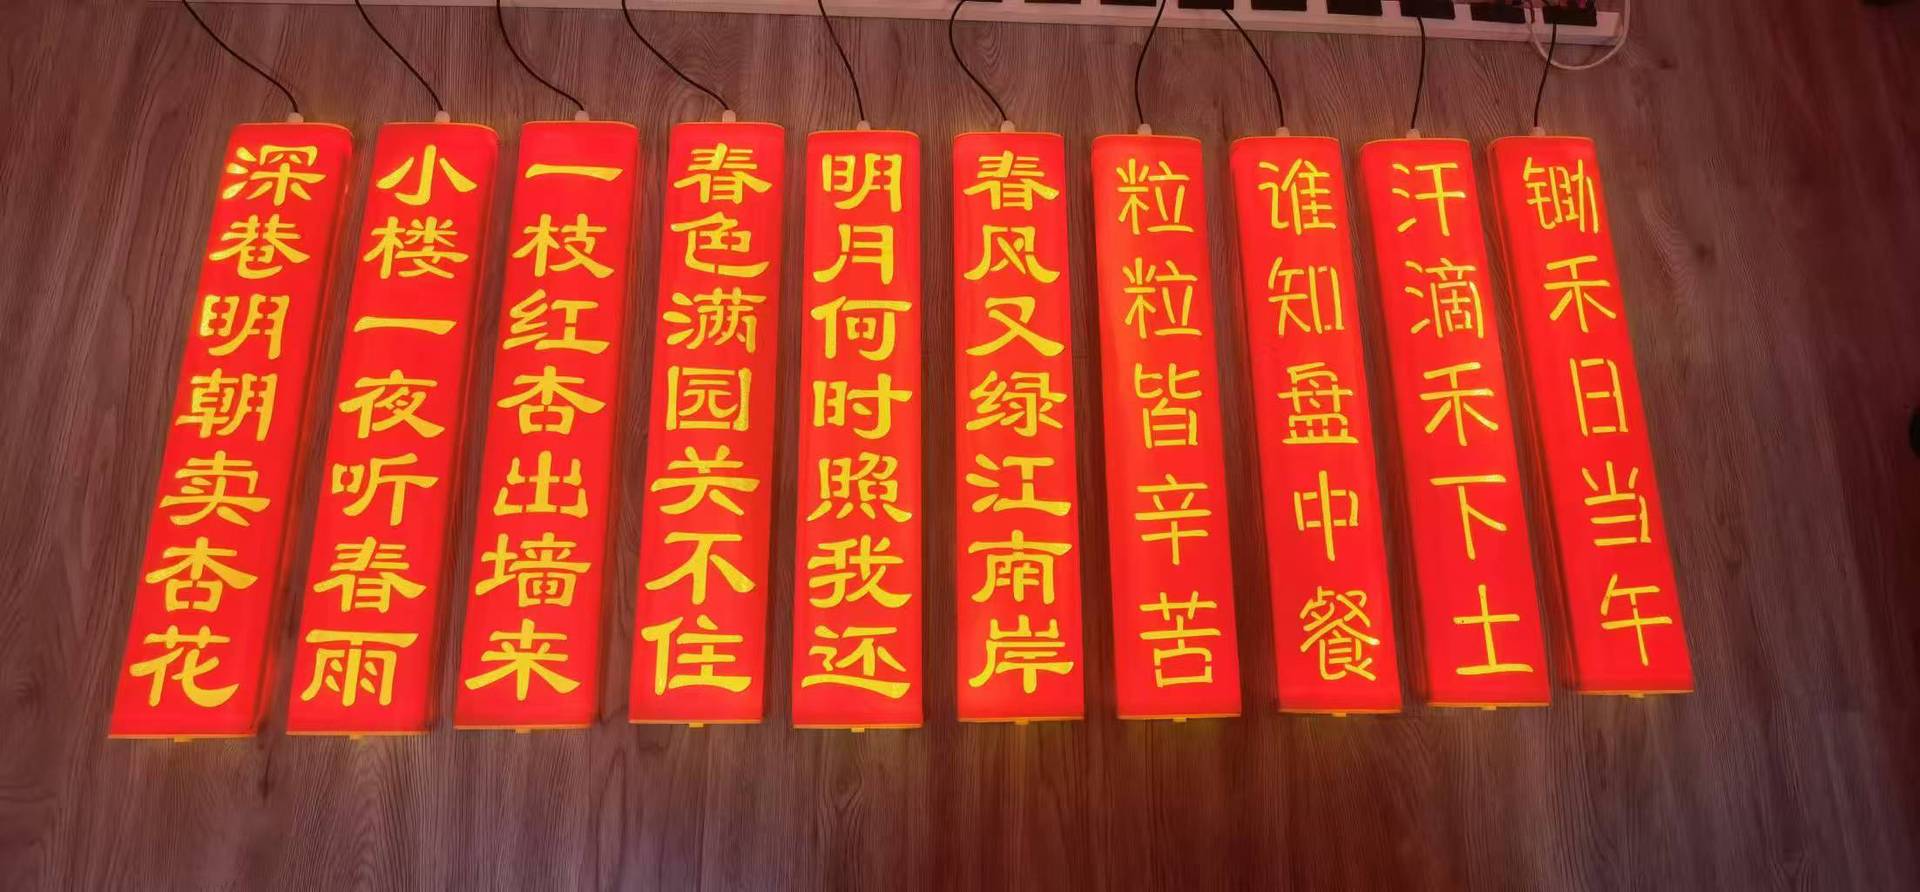 锄禾日当午
汗滴禾下土
谁知盘中餐
粒粒皆辛苦
春风又绿江南岸
明月何时照我还
春色满园关不住
一枝红杏出墙来
小楼一夜听春雨
深巷明朝卖杏花